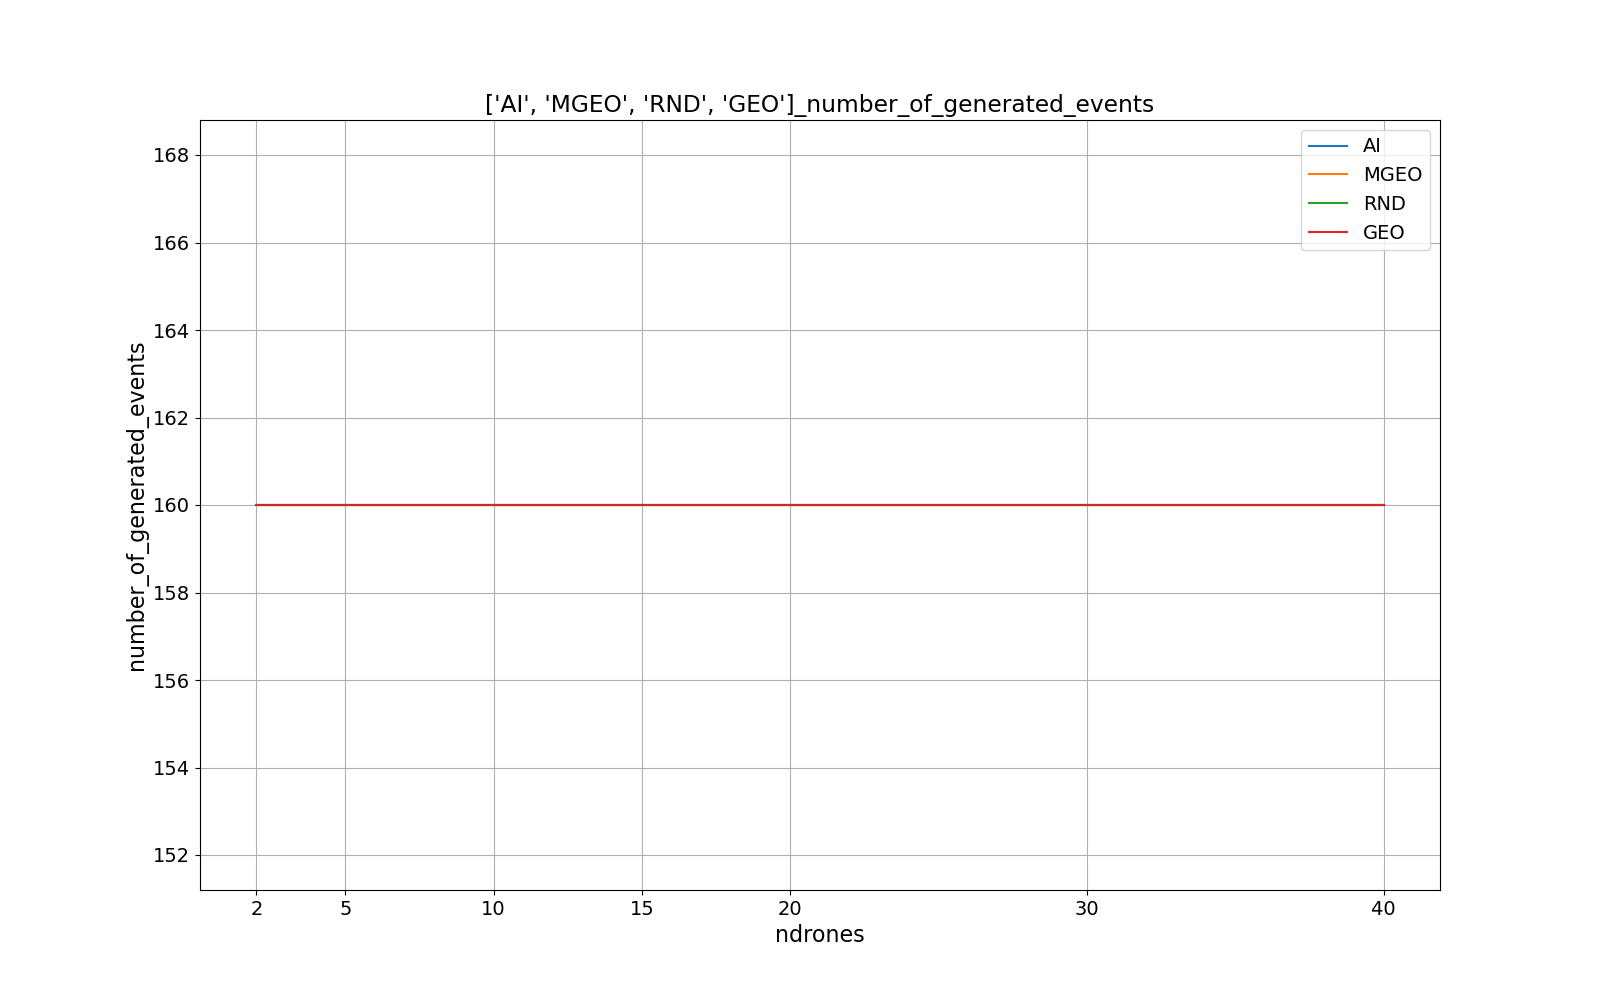 ['AI', 'MGEO', 'RND', 'GEO']_number_of_generated_events
AI
MGEO
RND
GEO
number_of_generated_events
168
166
164
162
160
158
156
154
152
2 5 10 15 20 30 40
ndrones